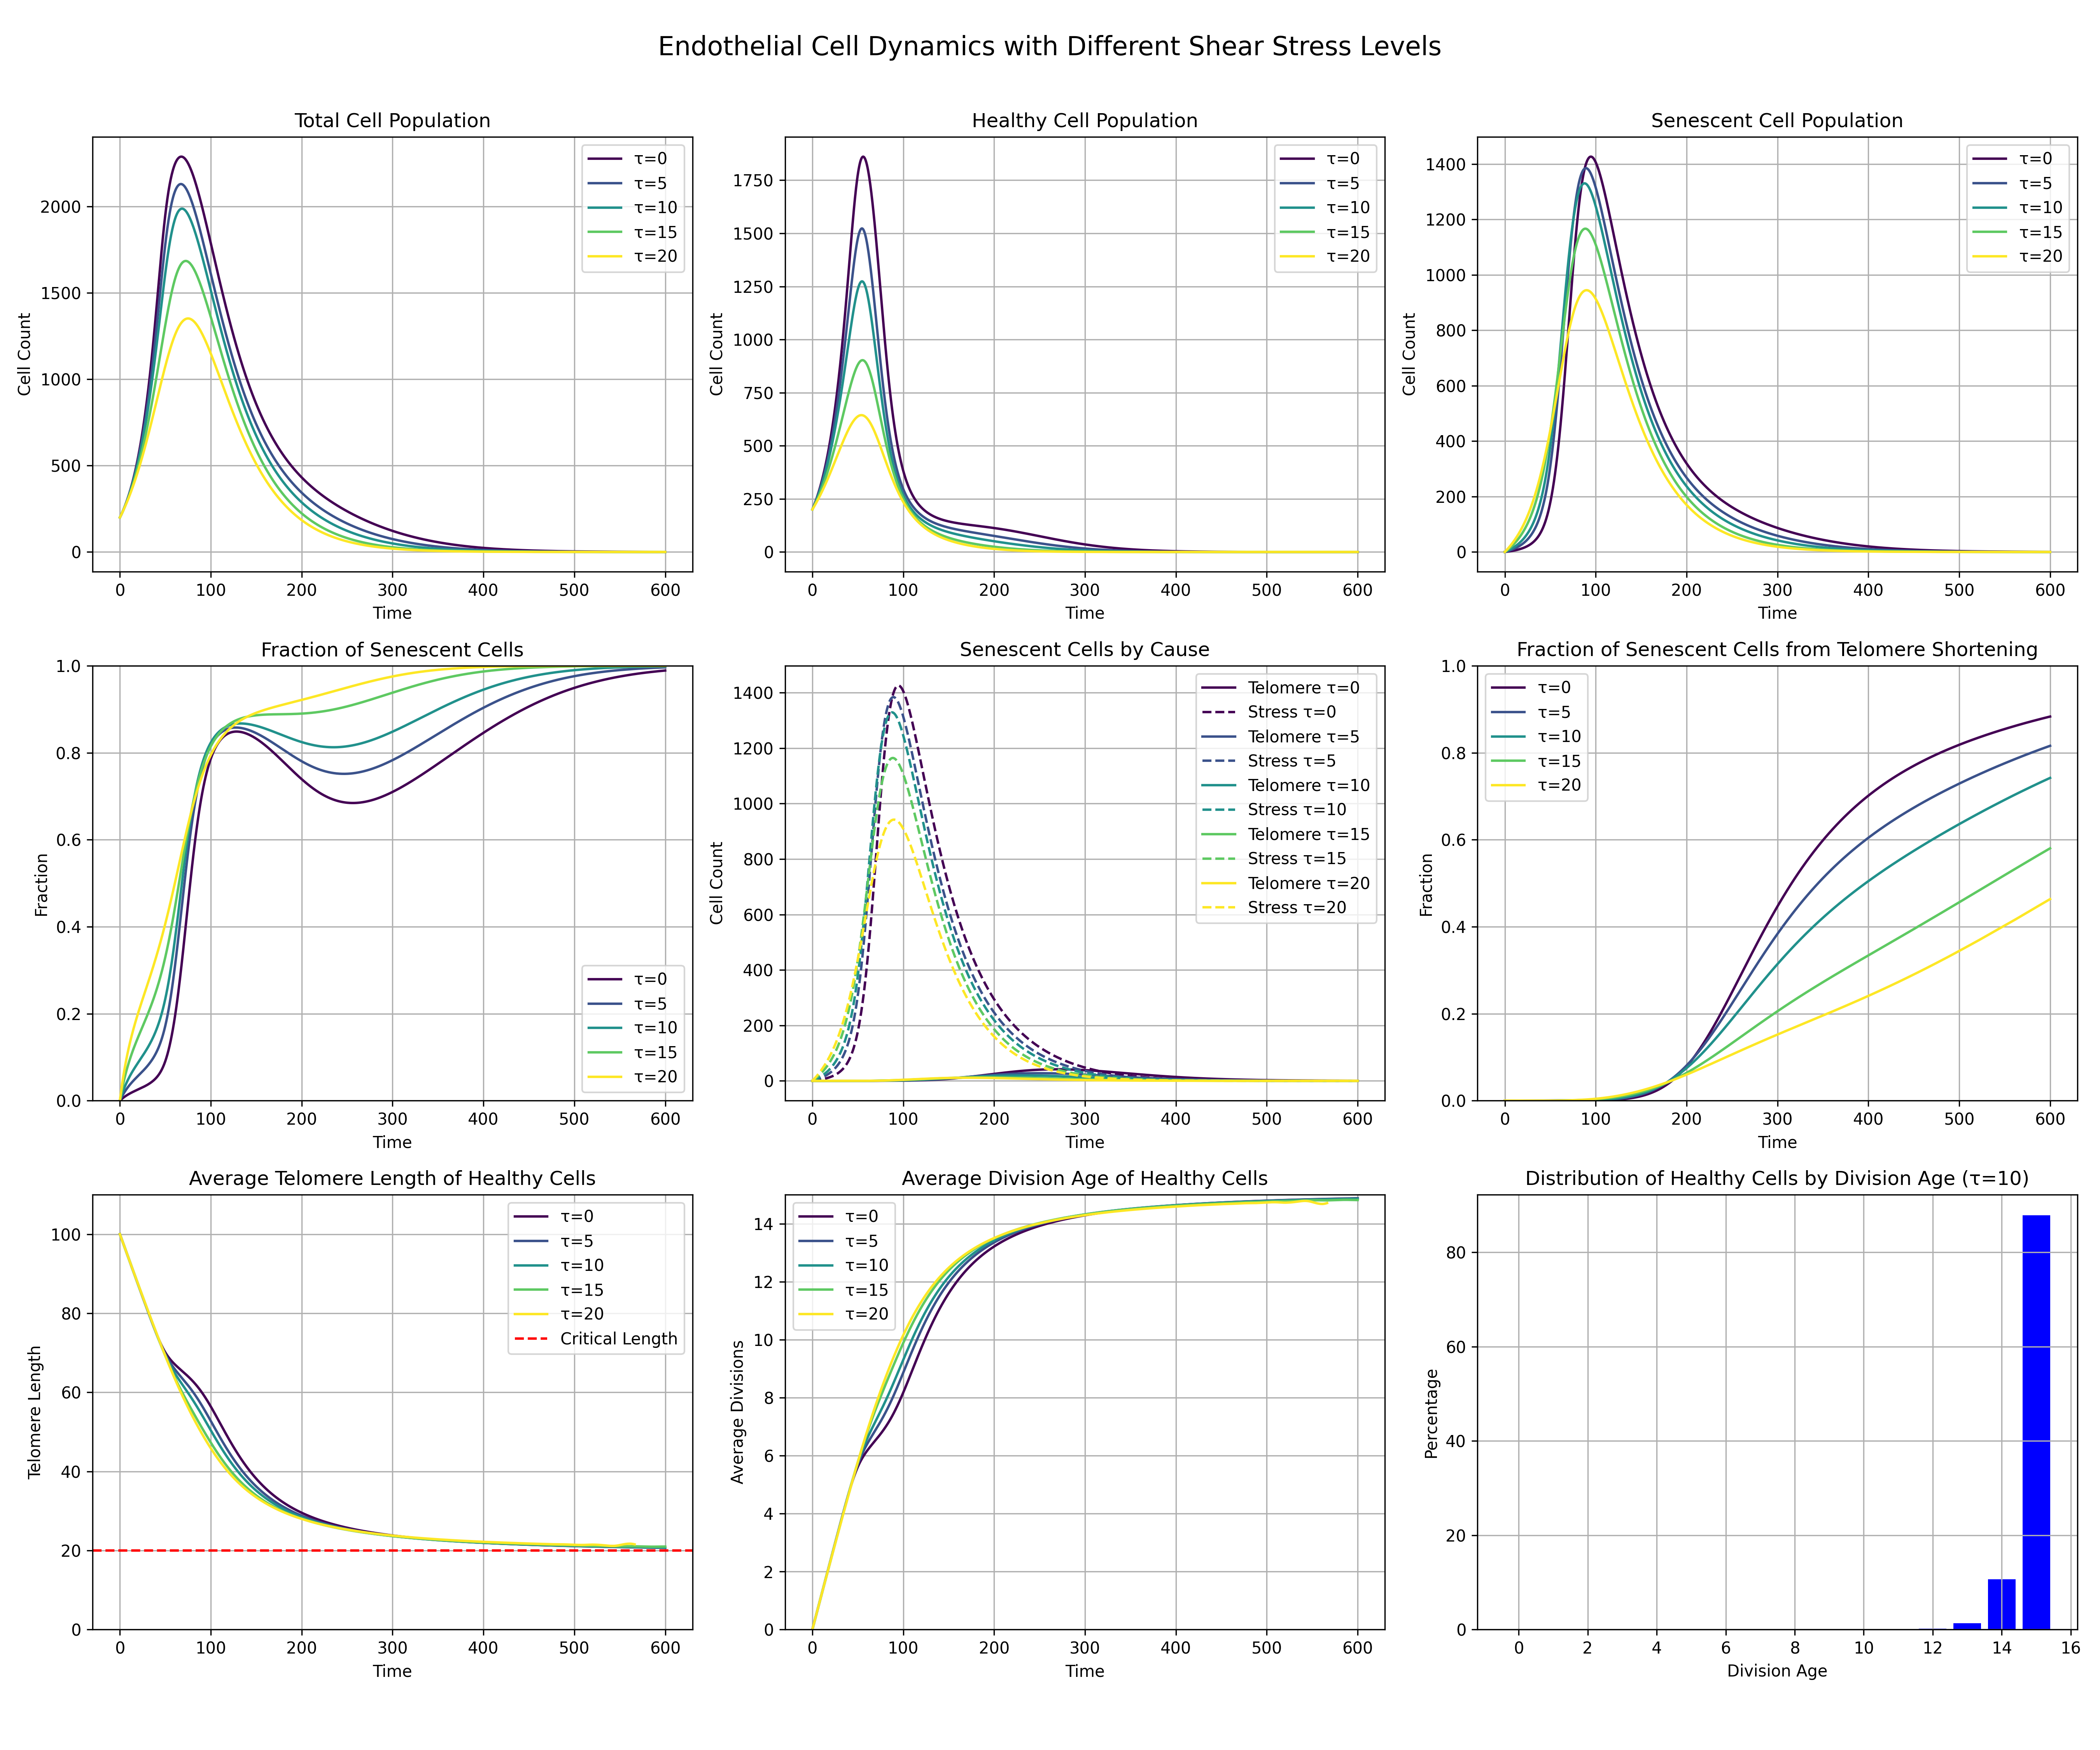 Endothelial Cell Dynamics with Different Shear Stress Levels
Total Cell Population
Cell Count
2000
1500
1000
500
0
τ=0
τ=5
τ=10
τ=15
τ=20
0 100 200 300 400 500 600
Time
Healthy Cell Population
Cell Count
1750
1500
1250
1000
750
500
250
0
τ=0
τ=5
τ=10
τ=15
τ=20
0 100 200 300 400 500 600
Time
Senescent Cell Population
Cell Count
1400
1200
1000
800
600
400
200
0
τ=0
τ=5
τ=10
τ=15
τ=20
0 100 200 300 400 500 600
Time
Fraction of Senescent Cells
Fraction
1.0
0.8
0.6
0.4
0.2
0.0
τ=0
τ=5
τ=10
τ=15
τ=20
0 100 200 300 400 500 600
Time
Senescent Cells by Cause
Cell Count
1400
1200
1000
800
600
400
200
0
Telomere τ=0
Stress τ=0
Telomere τ=5
Stress τ=5
Telomere τ=10
Stress τ=10
Telomere τ=15
Stress τ=15
Telomere τ=20
Stress τ=20
0 100 200 300 400 500 600
Time
Fraction of Senescent Cells from Telomere Shortening
Fraction
1.0
0.8
0.6
0.4
0.2
0.0
τ=0
τ=5
τ=10
τ=15
τ=20
0 100 200 300 400 500 600
Time
Average Telomere Length of Healthy Cells
Telomere Length
100
80
60
40
20
0
τ=0
τ=5
τ=10
τ=15
τ=20
Critical Length
0 100 200 300 400 500 600
Time
Average Division Age of Healthy Cells
Average Divisions
14
12
10
8
6
4
2
0
τ=0
τ=5
τ=10
τ=15
τ=20
0 100 200 300 400 500 600
Time
Distribution of Healthy Cells by Division Age (τ=10)
Percentage
80
60
40
20
0
0 2 4 6 8 10 12 14 16
Division Age